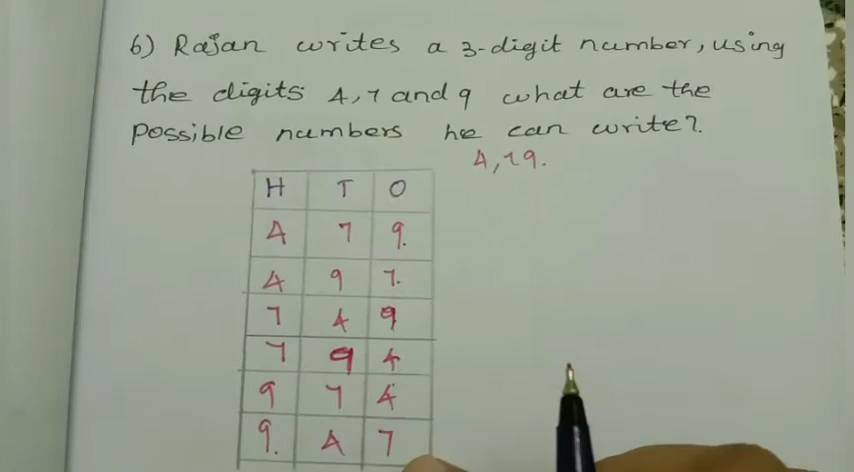 6) Rajan writes a 3-digit number, using
the digits 4, 7 and 9 what are the
possible numbers he can write?
4, 7 9.
H T O
4 7 9.
4 9 7.
7 4 9
7 9 4
9 7 4
9. 4 7